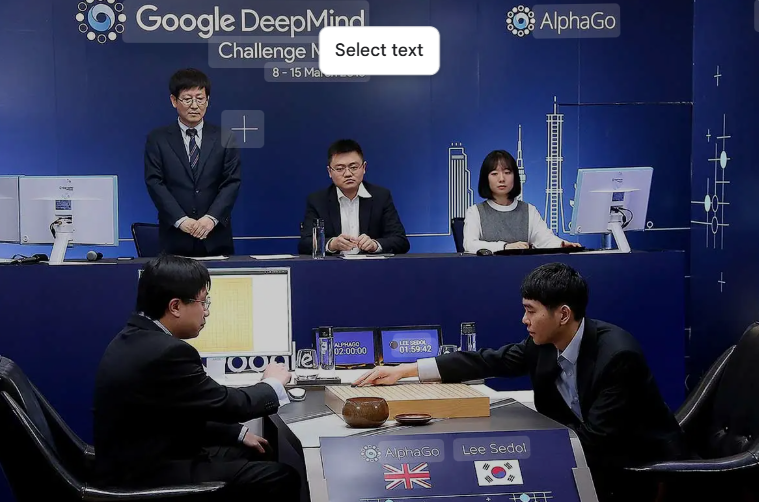 Google DeepMind
Challenge M
8 - 15 March
AlphaGo
Select text
ALPHAGO
02:00:00
LEE SEDOL
01:59:42
AlphaGo
Lee Sedol